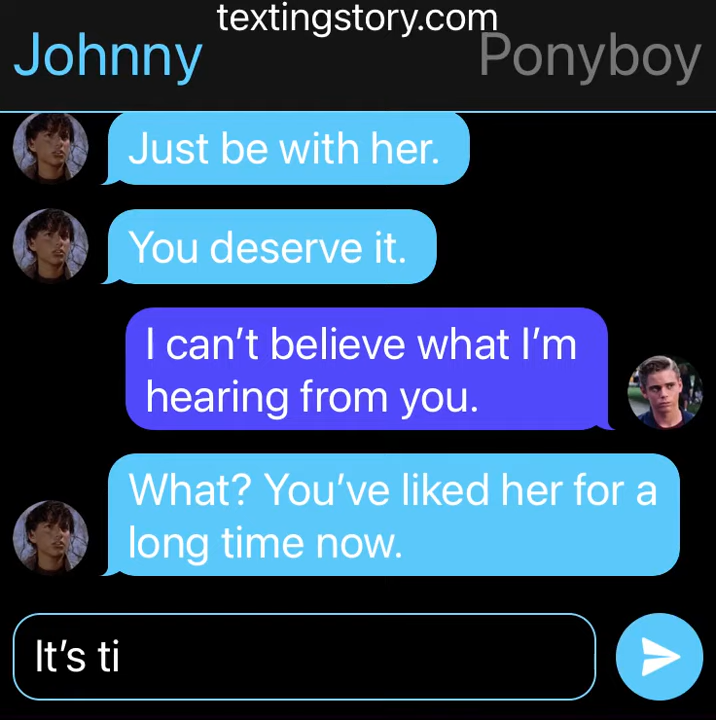 textingstory.com
Johnny
Ponyboy
Just be with her.
You deserve it.
I can’t believe what I’m
hearing from you.
What? You’ve liked her for a
long time now.
It’s ti